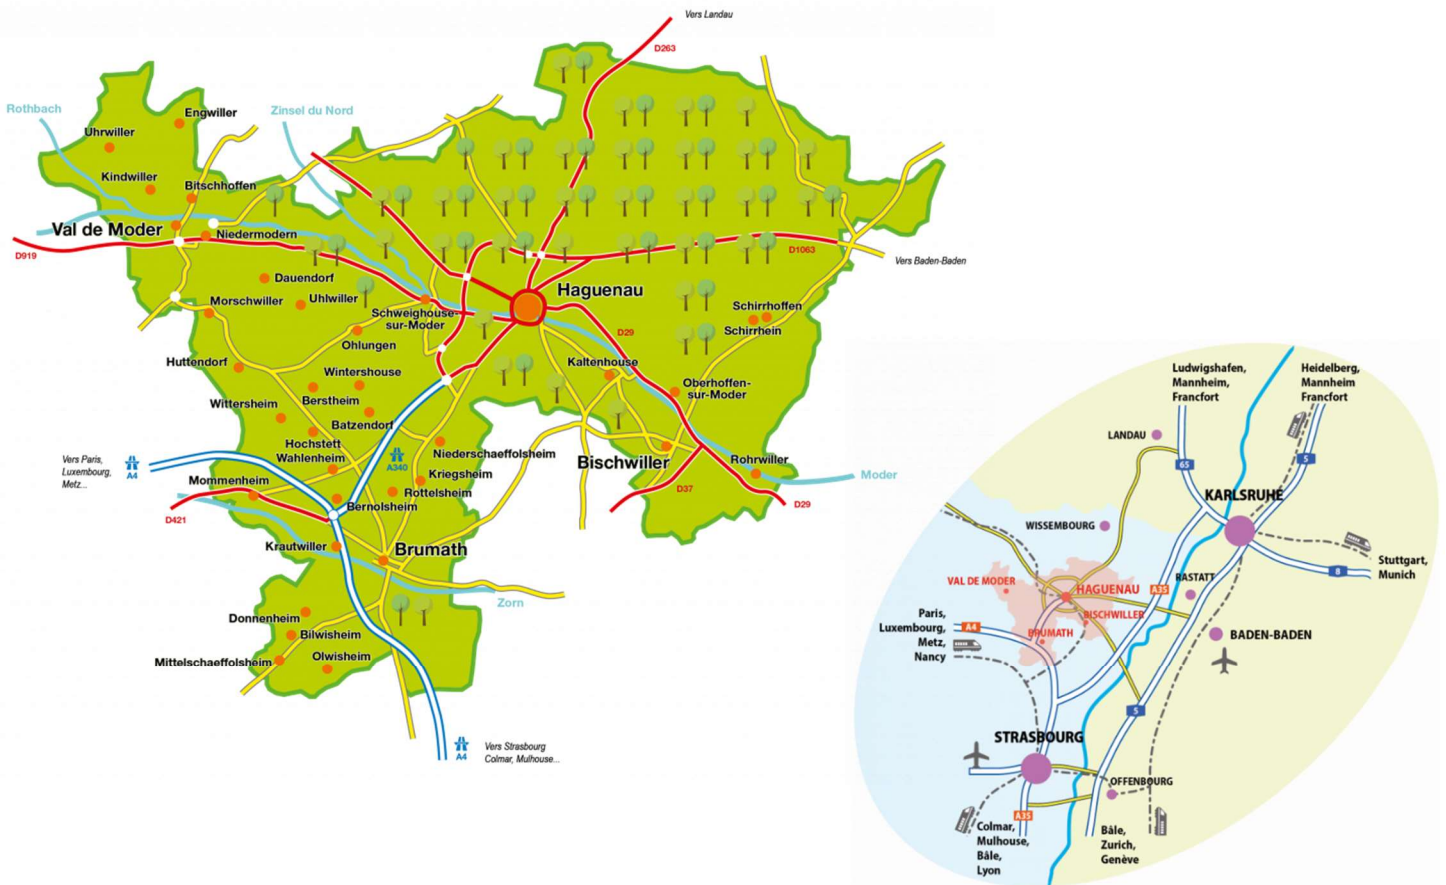 Vers Landau
D263
Rothbach
Zinsel du Nord
Engwiller
Uhrwiller
Kindwiller
Bitschhoffen
Val de Moder
Niedermodern
D919
D1063
Vers Baden-Baden
Dauendorf
Morschwiller
Uhlwiller
Haguenau
Schweighouse-
sur-Moder
Schirrhoffen
Schirrhein
D29
Ohlungen
Huttendorf
Kaltenhouse
Wintershouse
Oberhoffen-
sur-Moder
Wittersheim
Berstheim
Batzendorf
Hochstett
Wahlenheim
Niederschaeffolsheim
Bischwiller
Rohrwiller
Vers Paris,
Luxembourg,
Metz...
A4
A340
Moder
Mommenheim
Kriegsheim
Rottelsheim
D37
D29
Bernolsheim
D421
Krautwiller
Brumath
Zorn
Donnenheim
Bilwisheim
Mittelschaeffolsheim
Olwisheim
A4
Vers Strasbourg
Colmar, Mulhouse...
Ludwigshafen,
Mannheim,
Francfort
Heidelberg,
Mannheim
Francfort
LANDAU
65
5
KARLSRUHE
WISSEMBOURG
Stuttgart,
Munich
8
RASTATT
VAL DE MODER
HAGUENAU
A35
BISCHWILLER
Paris,
Luxembourg,
Metz,
Nancy
A4
BRUMATH
BADEN-BADEN
5
STRASBOURG
OFFENBOURG
A35
Colmar,
Mulhouse,
Bâle,
Lyon
Bâle,
Zurich,
Genève